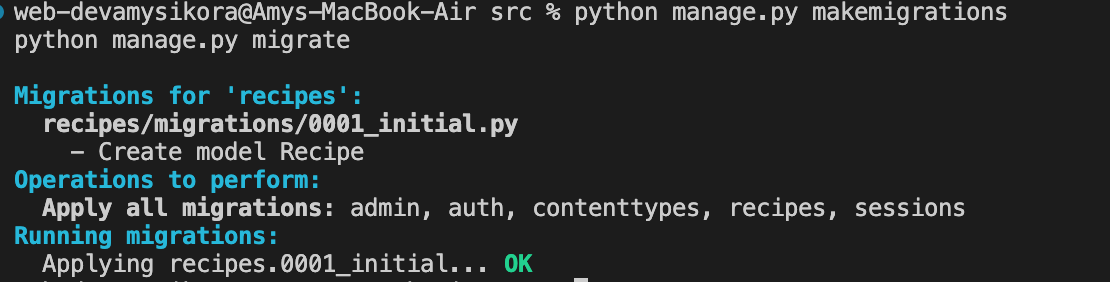 web-devamysikora@Amys-MacBook-Air src % python manage.py makemigrations
python manage.py migrate
Migrations for 'recipes':
recipes/migrations/0001_initial.py
- Create model Recipe
Operations to perform:
Apply all migrations: admin, auth, contenttypes, recipes, sessions
Running migrations:
Applying recipes.0001_initial... OK